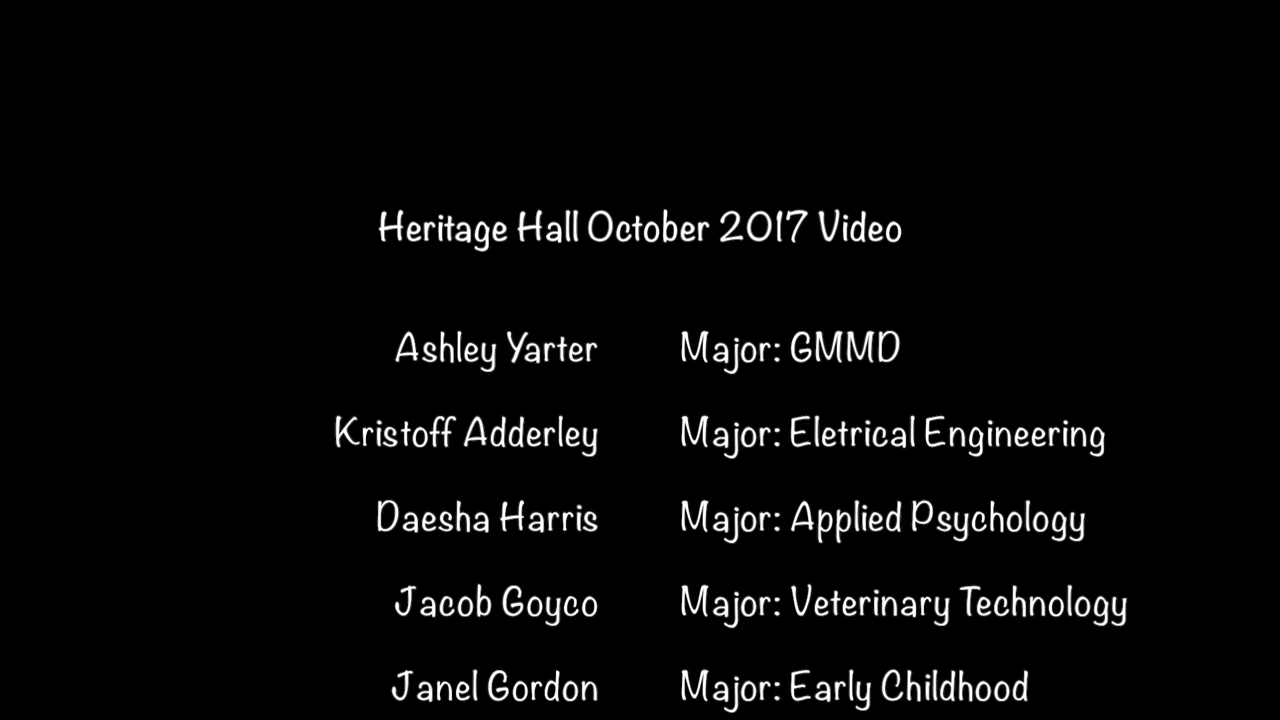 Heritage Hall October 2017 Video
Ashley Yarter Major: GMMD
Kristoff Adderley Major: Eletrical Engineering
Daesha Harris Major: Applied Psychology
Jacob Goyco Major: Veterinary Technology
Janel Gordon Major: Early Childhood